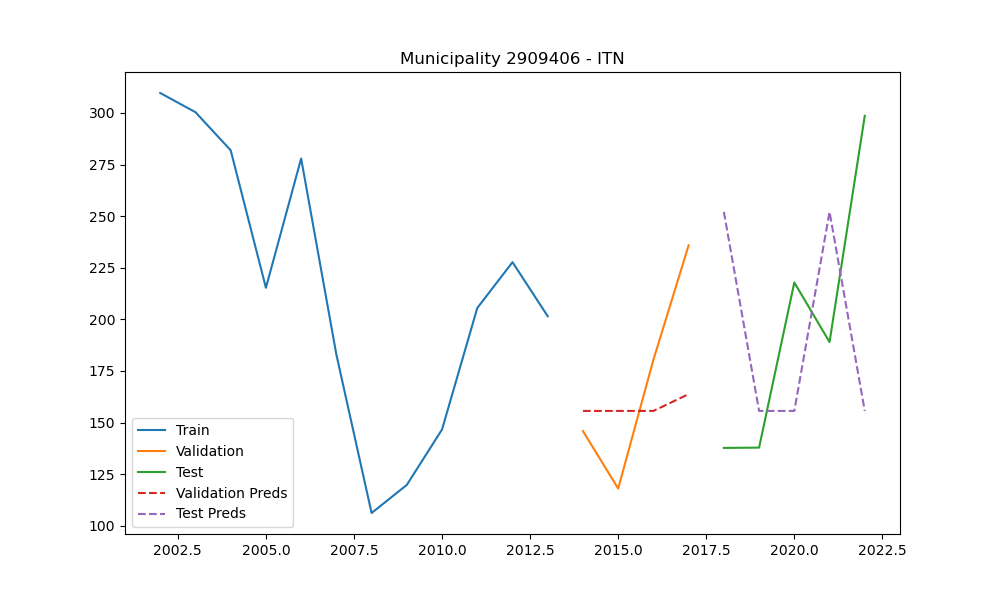 Municipality 2909406 - ITN
300
275
250
225
200
175
150
125
100
Train
Validation
Test
Validation Preds
Test Preds
2002.5 2005.0 2007.5 2010.0 2012.5 2015.0 2017.5 2020.0 2022.5